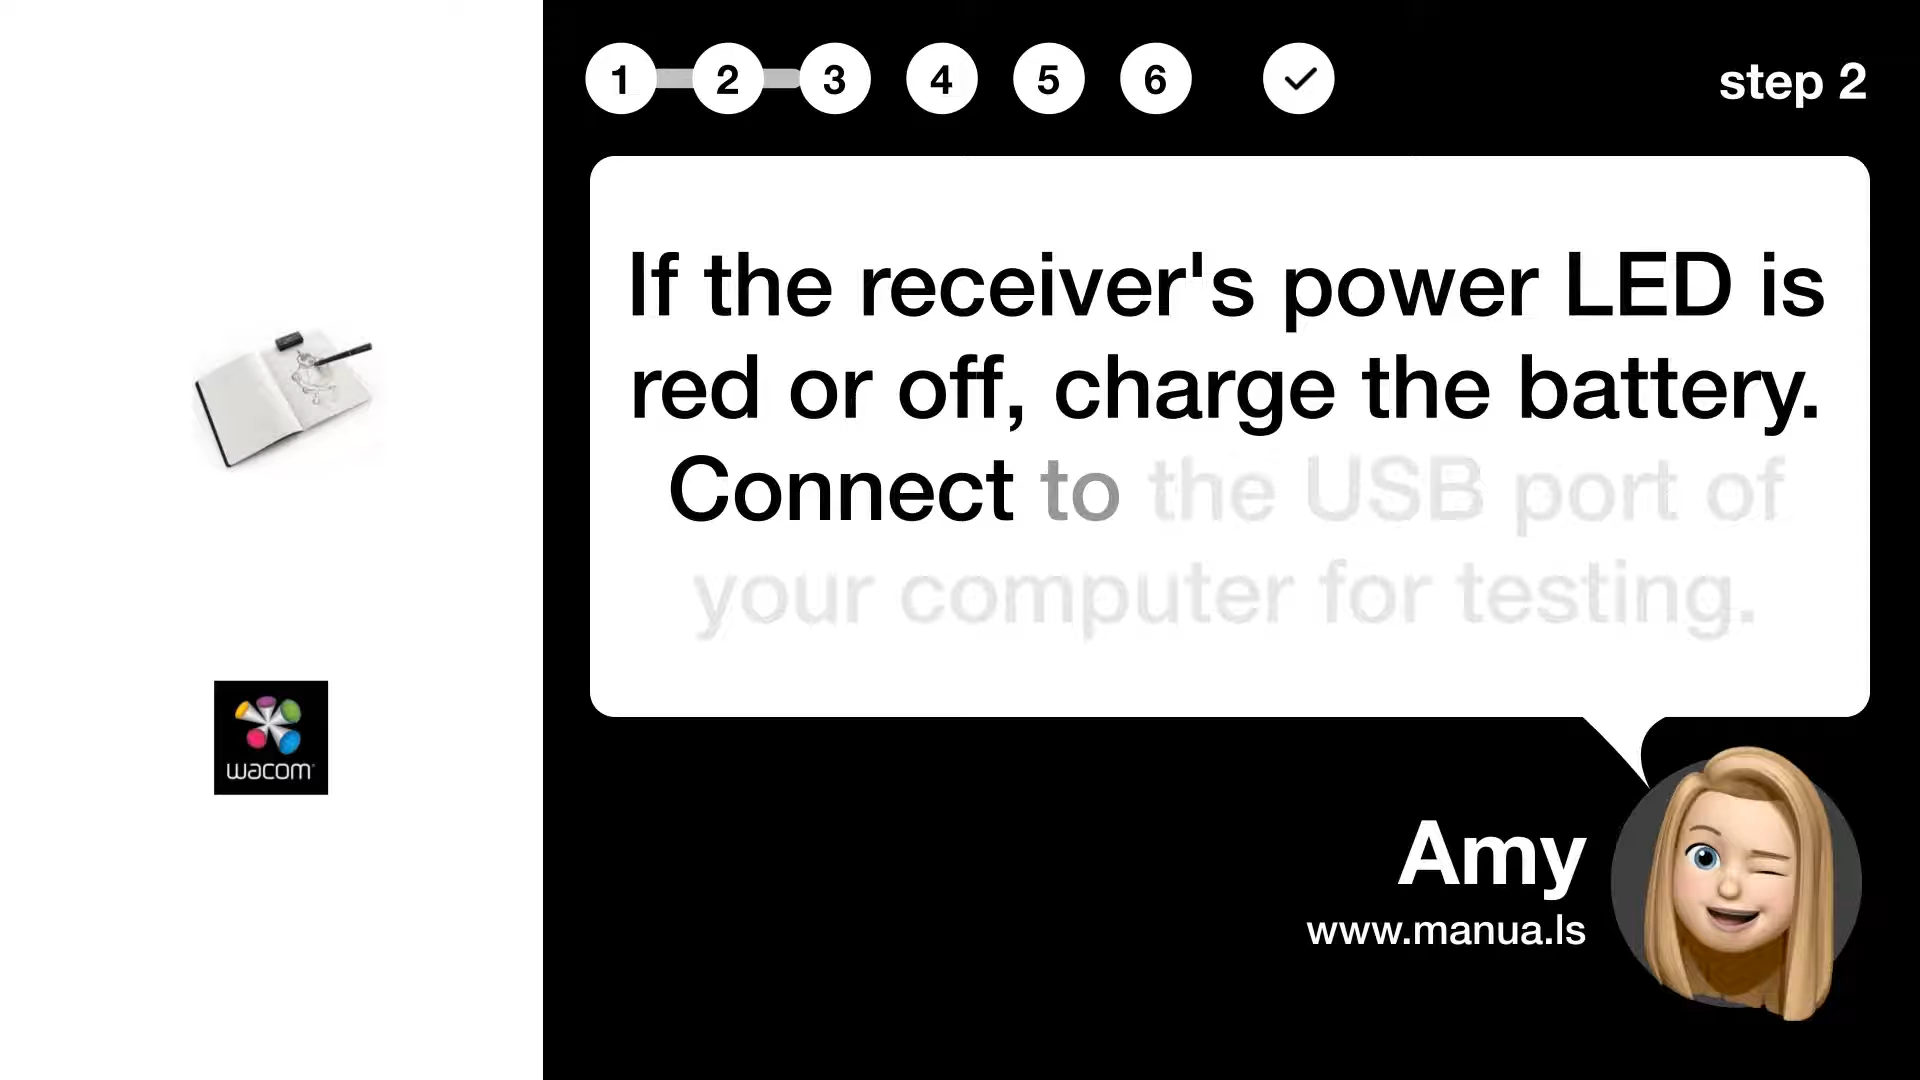 1 2 3 4 5 6
step 2
If the receiver's power LED is
red or off, charge the battery.
Connect to the USB port of
your computer for testing.
wacom
Amy
www.manua.ls